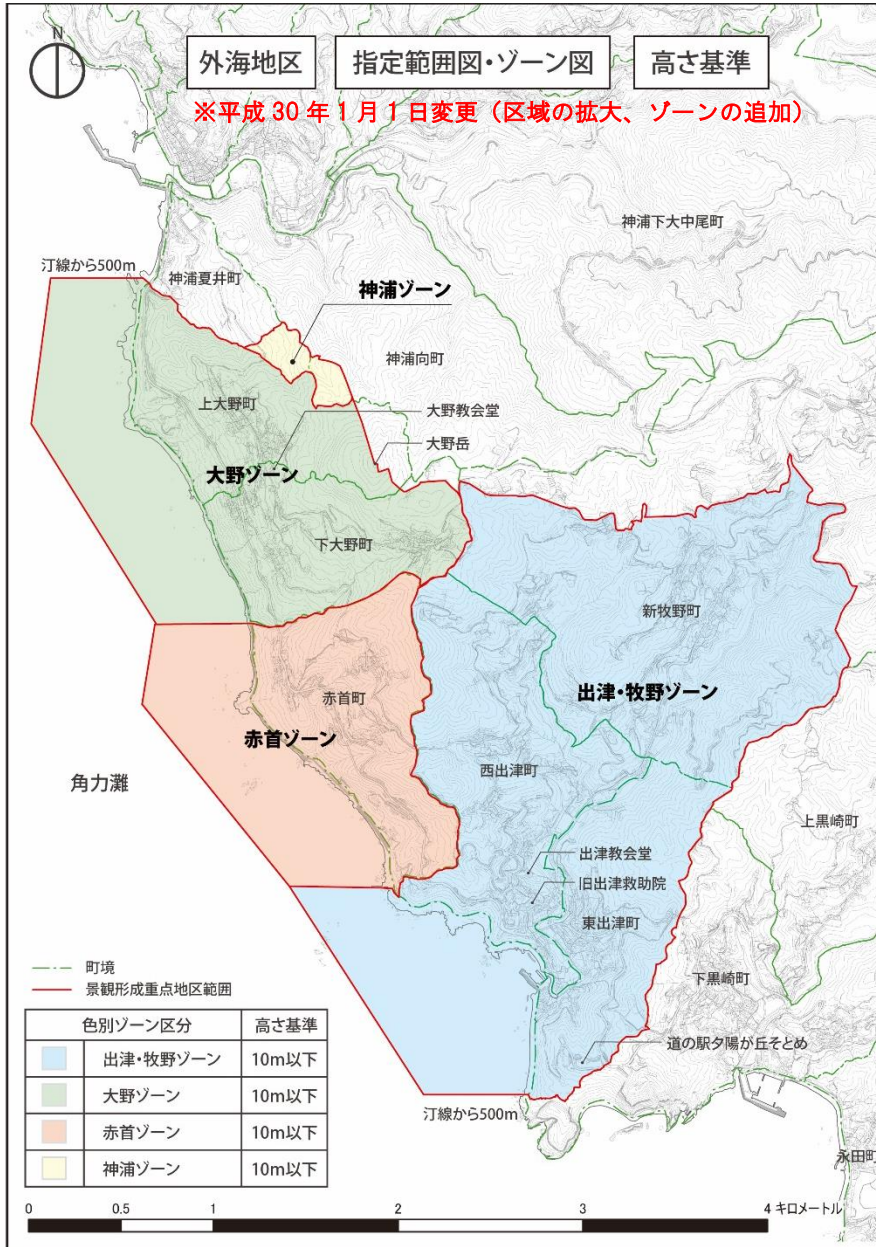 N
外海地区
指定範囲図・ゾーン図
高さ基準
※平成 30 年 1 月 1 日変更（区域の拡大、ゾーンの追加）
神浦下大中尾町
汀線から500m
神浦夏井町
神浦ゾーン
神浦向町
上大野町
大野教会堂
大野岳
大野ゾーン
下大野町
新牧野町
赤首町
出津・牧野ゾーン
赤首ゾーン
西出津町
角力灘
上黒崎町
出津教会堂
旧出津救助院
東出津町
下黒崎町
町境
景観形成重点地区範囲
道の駅夕陽が丘そとめ
汀線から500m
永田町
色別ゾーン区分 高さ基準
出津・牧野ゾーン 10m以下
大野ゾーン 10m以下
赤首ゾーン 10m以下
神浦ゾーン 10m以下
0 0.5 1 2 3 4 キロメートル